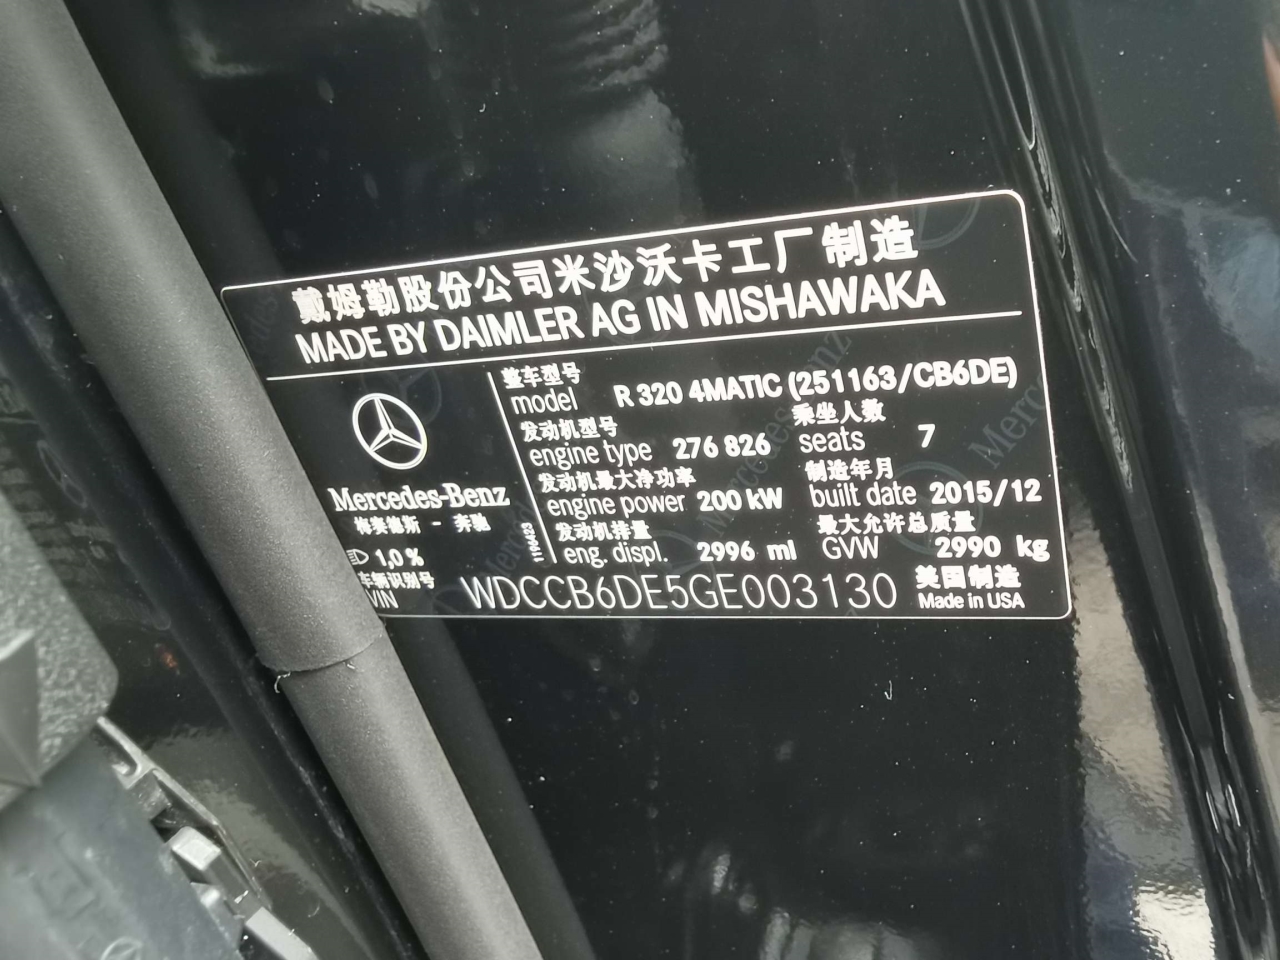 戴姆勒股份公司米沙沃卡工厂制造
MADE BY DAIMLER AG IN MISHAWAKA
Mercedes-Benz
梅赛德斯 - 奔驰
1,0 %
整车型号
model R 320 4MATIC (251163/CB6DE)
发动机型号 乘坐人数
engine type 276 826 seats 7
发动机最大净功率 制造年月
engine power 200 kW built date 2015/12
发动机排量 最大允许总质量
eng. displ. 2996 ml GVW 2990 kg
1196423
车辆识别号
VIN WDCCB6DE5GE003130
美国制造
Made in USA